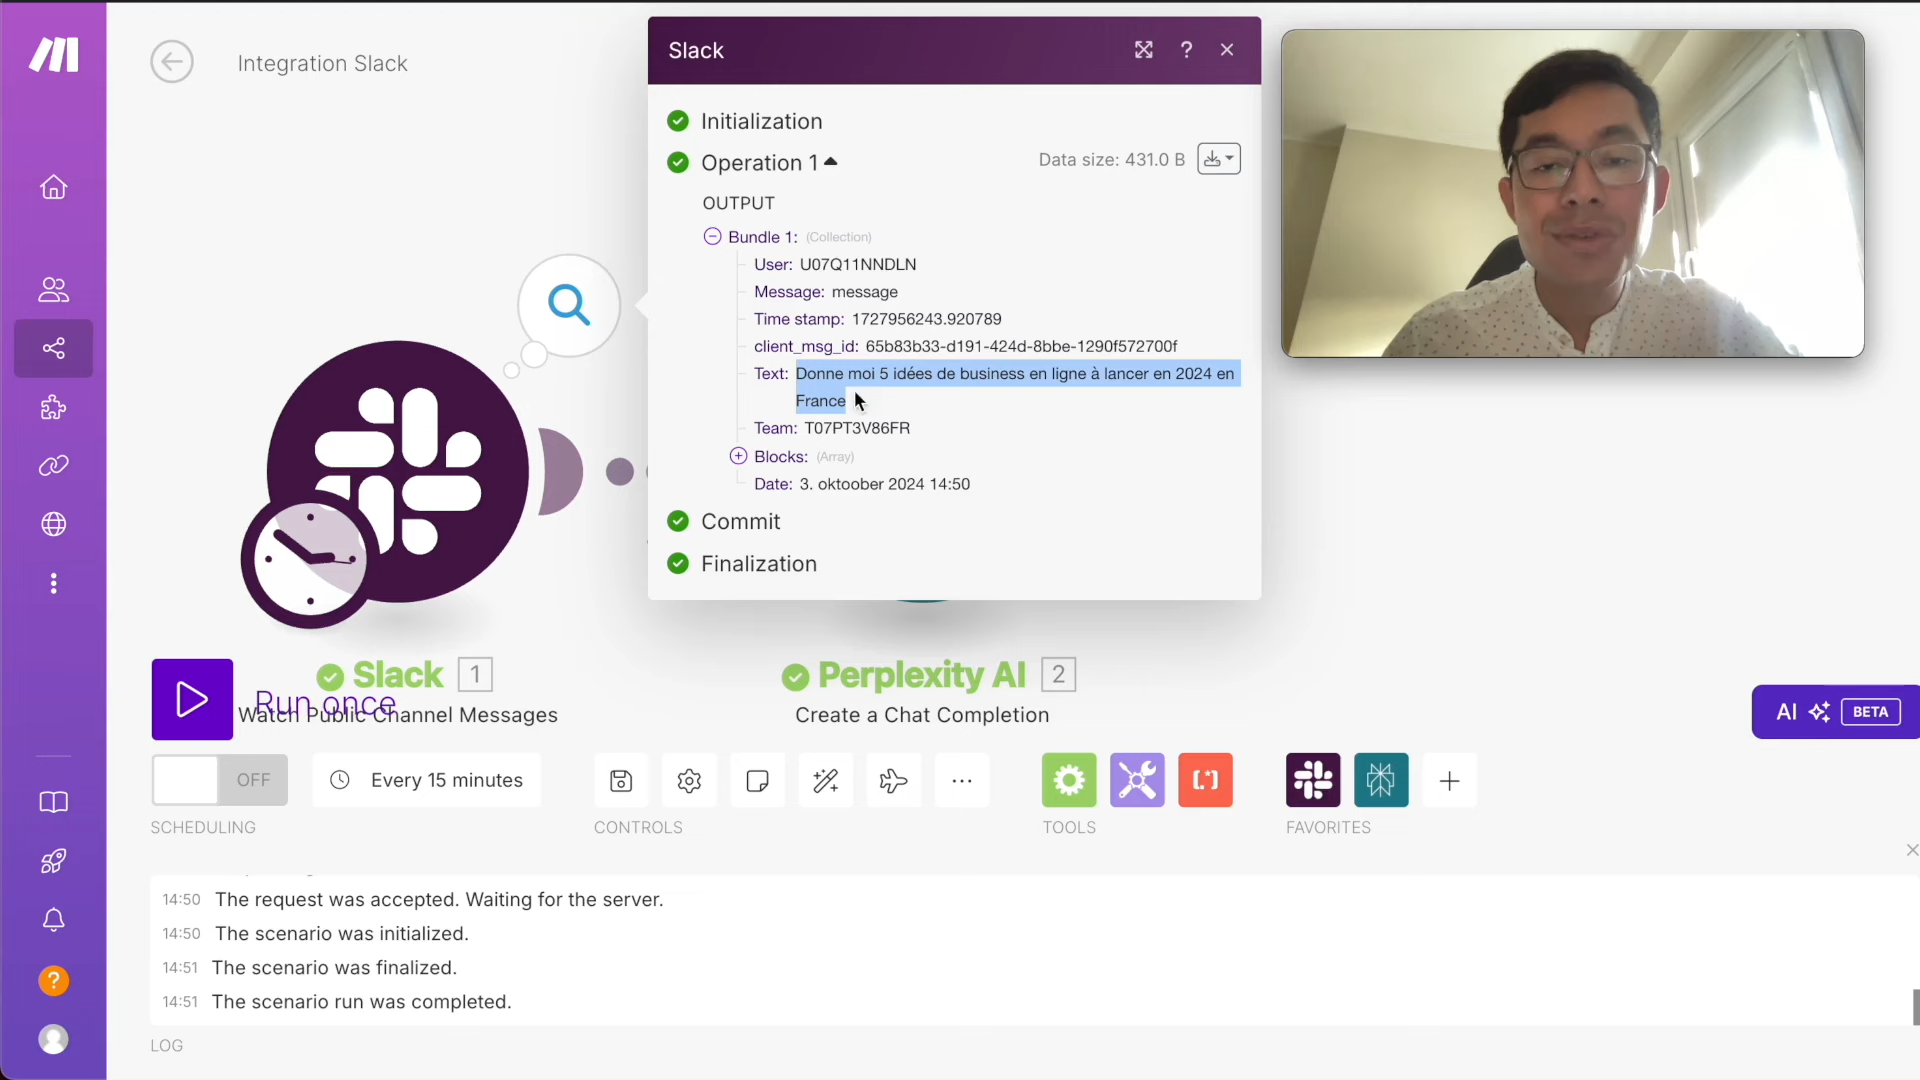 Integration Slack
Slack
?
Initialization
Operation 1
Data size: 431.0 B
OUTPUT
Bundle 1: (Collection)
User: U07Q11NNDLN
Message: message
Time stamp: 1727956243.920789
client_msg_id: 65b83b33-d191-424d-8bbe-1290f572700f
Text: Donne moi 5 idées de business en ligne à lancer en 2024 en
France
Team: T07PT3V86FR
Blocks: (Array)
Date: 3. oktoober 2024 14:50
Commit
Finalization
Slack 1
Watch Public Channel Messages
Perplexity AI 2
Create a Chat Completion
Run once
AI BETA
OFF
Every 15 minutes
SCHEDULING
CONTROLS
TOOLS
FAVORITES
14:50 The request was accepted. Waiting for the server.
14:50 The scenario was initialized.
14:51 The scenario was finalized.
14:51 The scenario run was completed.
?
LOG